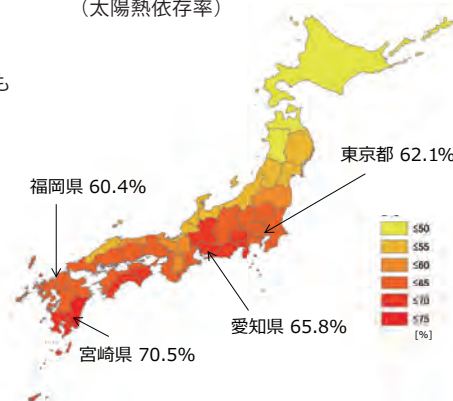 （太陽熱依存率）
も
東京都 62.1%
福岡県 60.4%
愛知県 65.8%
宮崎県 70.5%
≤50
≤55
≤60
≤65
≤70
≤75
[%]